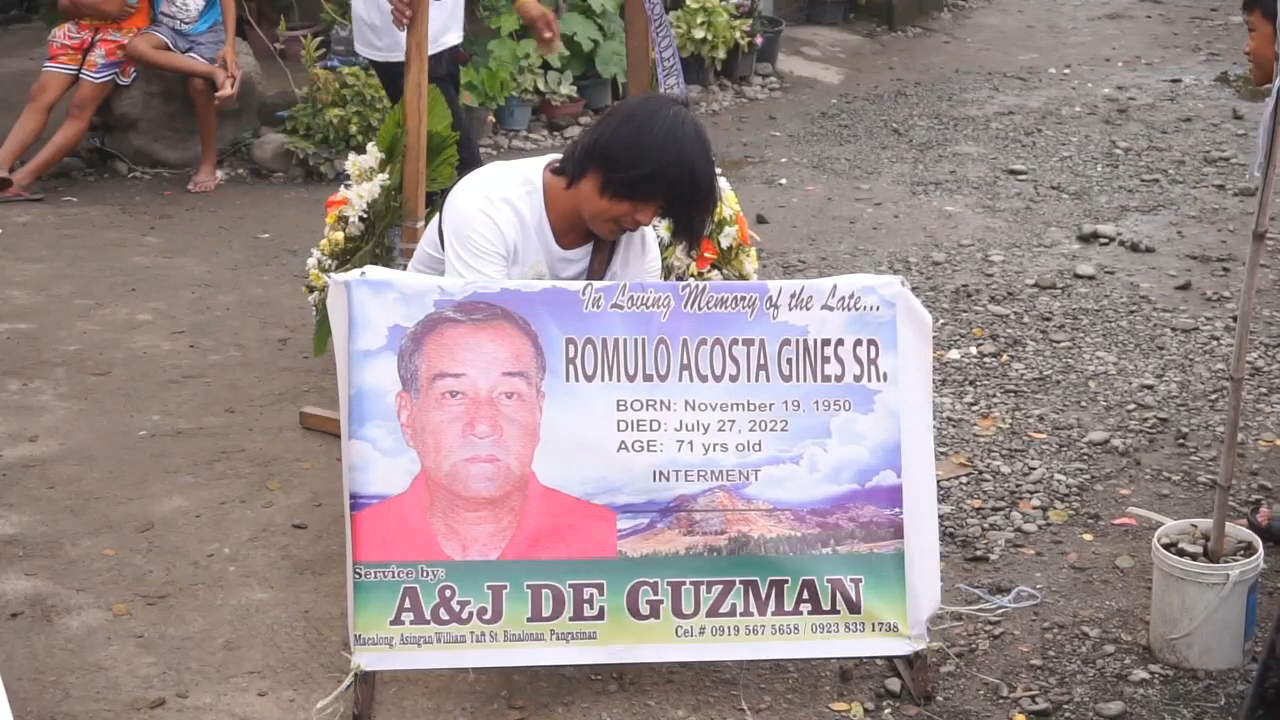 CONDOLENCE
In Loving Memory of the Late...
ROMULO ACOSTA GINES SR.
BORN: November 19, 1950
DIED: July 27, 2022
AGE: 71 yrs old
INTERMENT
Service by:
A&J DE GUZMAN
Macalong, Asingan/William Taft St. Binalonan, Pangasinan
Cel.# 0919 567 5658 / 0923 833 1738